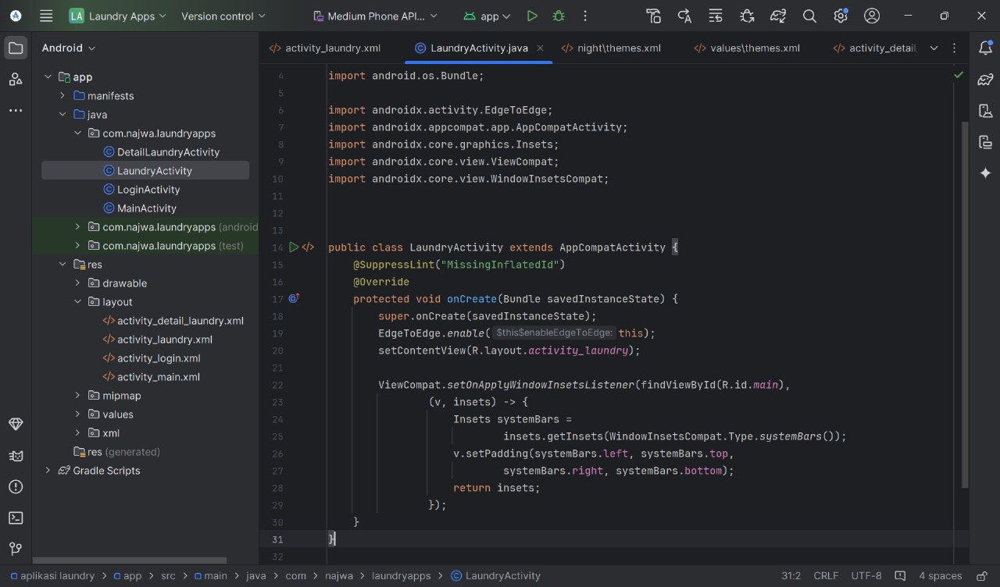 LA Laundry Apps Version control Medium Phone API... app
Android
activity_laundry.xml LaundryActivity.java night\themes.xml values\themes.xml activity_detail
app
manifests
java
com.najwa.laundryapps
DetailLaundryActivity
LaundryActivity
LoginActivity
MainActivity
com.najwa.laundryapps (android
com.najwa.laundryapps (test)
res
drawable
layout
activity_detail_laundry.xml
activity_laundry.xml
activity_login.xml
activity_main.xml
mipmap
values
xml
res (generated)
Gradle Scripts
4 import android.os.Bundle;
5
6 import androidx.activity.EdgeToEdge;
7 import androidx.appcompat.app.AppCompatActivity;
8 import androidx.core.graphics.Insets;
9 import androidx.core.view.ViewCompat;
10 import androidx.core.view.WindowInsetsCompat;
11
12
13
14 public class LaundryActivity extends AppCompatActivity {
15 @SuppressLint("MissingInflatedId")
16 @Override
17 protected void onCreate(Bundle savedInstanceState) {
18 super.onCreate(savedInstanceState);
19 EdgeToEdge.enable( $this$enableEdgeToEdge: this);
20 setContentView(R.layout.activity_laundry);
21
22 ViewCompat.setOnApplyWindowInsetsListener(findViewById(R.id.main),
23 (v, insets) -> {
24 Insets systemBars =
25 insets.getInsets(WindowInsetsCompat.Type.systemBars());
26 v.setPadding(systemBars.left, systemBars.top,
27 systemBars.right, systemBars.bottom);
28 return insets;
29 });
30 }
31 }
32
aplikasi laundry > app > src > main > java > com > najwa > laundryapps > LaundryActivity 31:2 CRLF UTF-8 4 spaces